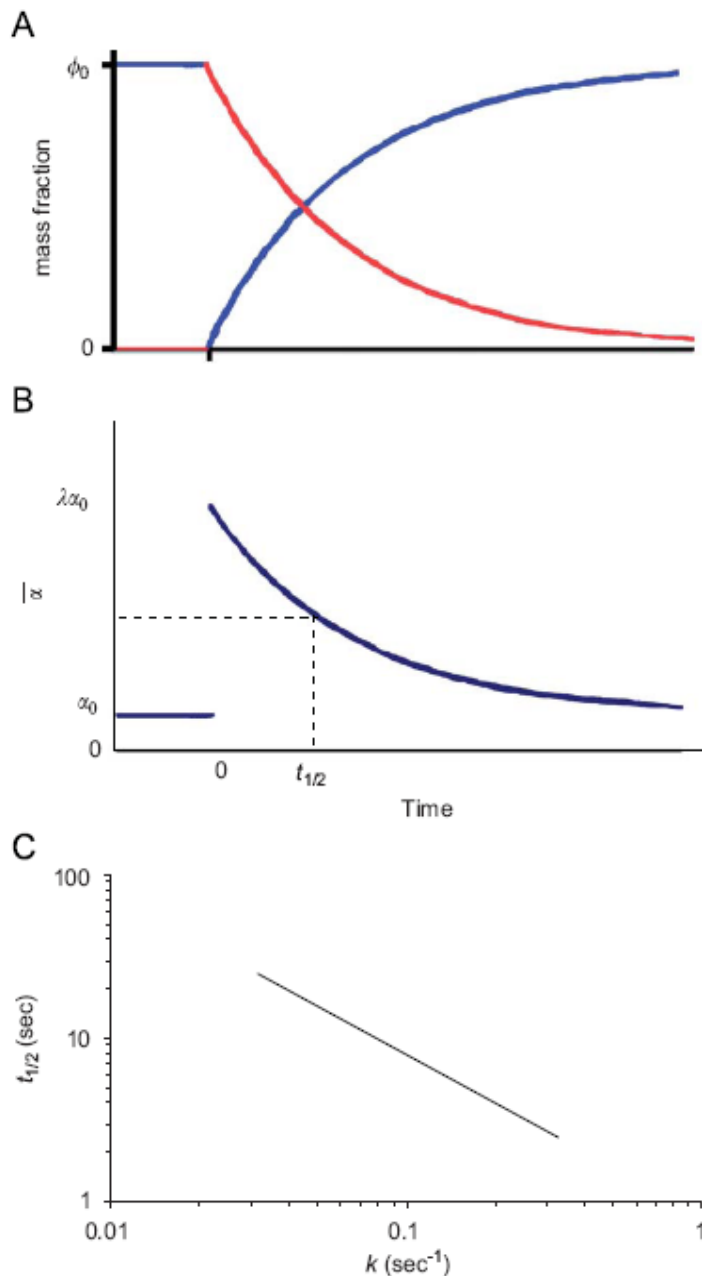 A
ϕ₀
mass fraction
0
B
λα₀
α̅
α₀
0
0
t₁/₂
Time
C
100
t₁/₂ (sec)
10
1
0.01
0.1
1
k (sec⁻¹)